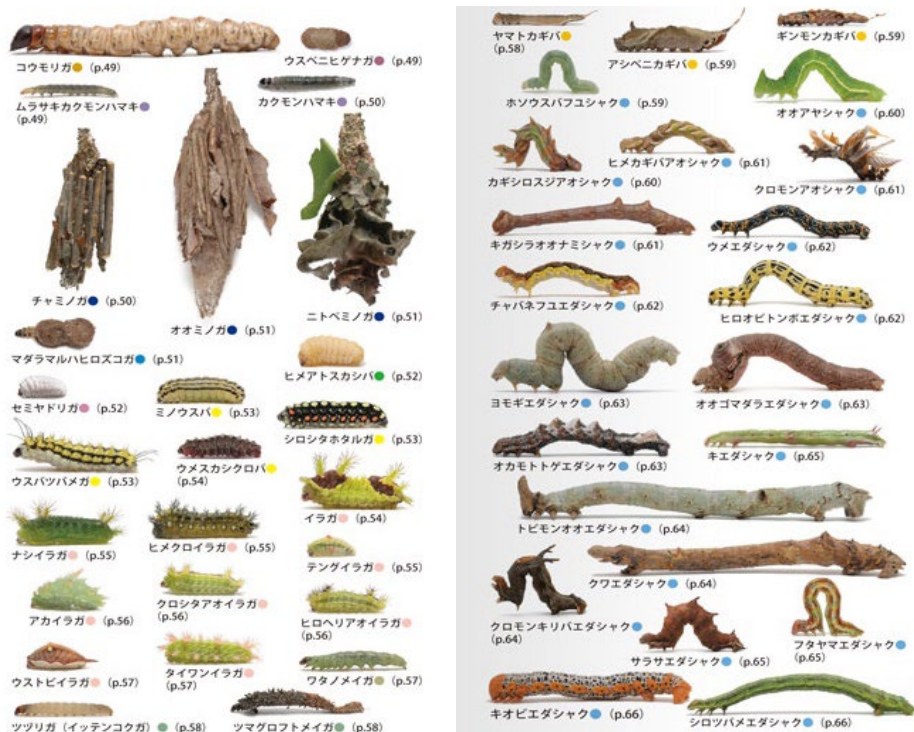 コウモリガ● (p.49)
ウスベニヒゲナガ● (p.49)
ムラサキカクモンハマキ●
(p.49)
カクモンハマキ● (p.50)
チャミノガ● (p.50)
オオミノガ● (p.51)
ニトベミノガ● (p.51)
マダラマルハヒロズコガ● (p.51)
ヒメアトスカシバ● (p.52)
セミヤドリガ● (p.52)
ミノウスバ● (p.53)
シロシタホタルガ● (p.53)
ウスバツバメガ● (p.53)
ウメスカシクロバ●
(p.54)
イラガ● (p.54)
ナシイラガ● (p.55)
ヒメクロイラガ● (p.55)
テングイラガ● (p.55)
アカイラガ● (p.56)
クロシタアオイラガ●
(p.56)
ヒロヘリアオイラガ●
(p.56)
ウストビイラガ● (p.57)
タイワンイラガ●
(p.57)
ワタノメイガ● (p.57)
ツヅリガ(イッテンコクガ)● (p.58)
ツマグロフトメイガ● (p.58)
ヤマトカギバ●
(p.58)
アシベニカギバ● (p.59)
ギンモンカギバ● (p.59)
ホソウスバフユシャク● (p.59)
オオアヤシャク● (p.60)
カギシロスジアオシャク● (p.60)
ヒメカギバアオシャク● (p.61)
クロモンアオシャク● (p.61)
キガシラオオナミシャク● (p.61)
ウメエダシャク● (p.62)
チャバネフユエダシャク● (p.62)
ヒロオビトンボエダシャク● (p.62)
ヨモギエダシャク● (p.63)
オオゴマダラエダシャク● (p.63)
オカモトトゲエダシャク● (p.63)
キエダシャク● (p.65)
トビモンオオエダシャク● (p.64)
クワエダシャク● (p.64)
クロモンキリバエダシャク●
(p.64)
サラサエダシャク● (p.65)
フタヤマエダシャク●
(p.65)
キオビエダシャク● (p.66)
シロツバメエダシャク● (p.66)